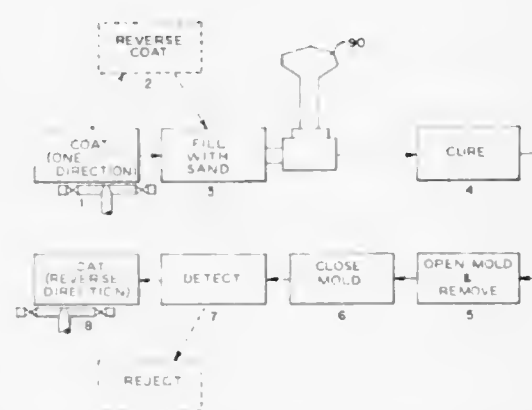 REVERSE
COAT
2
90
COAT
(ONE
DIRECTION)
1
FILL
WITH
SAND
3
CURE
4
OAT
(REVERSE
DIRECTION)
8
DETECT
7
CLOSE
MOLD
6
OPEN MOLD
&
REMOVE
5
REJECT